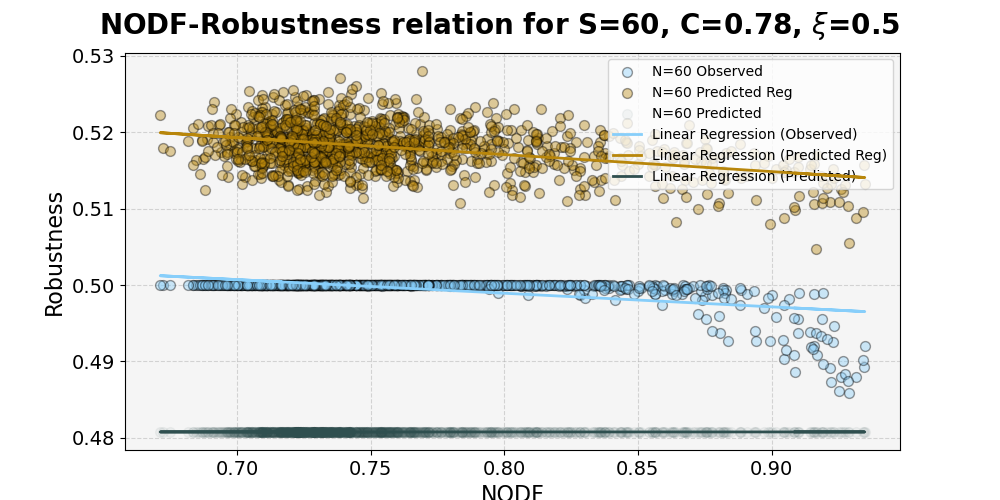 NODF-Robustness relation for S=60, C=0.78, ξ=0.5
0.53
0.52
0.51
0.50
0.49
0.48
Robustness
N=60 Observed
N=60 Predicted Reg
N=60 Predicted
Linear Regression (Observed)
Linear Regression (Predicted Reg)
Linear Regression (Predicted)
0.70 0.75 0.80 0.85 0.90
NODF